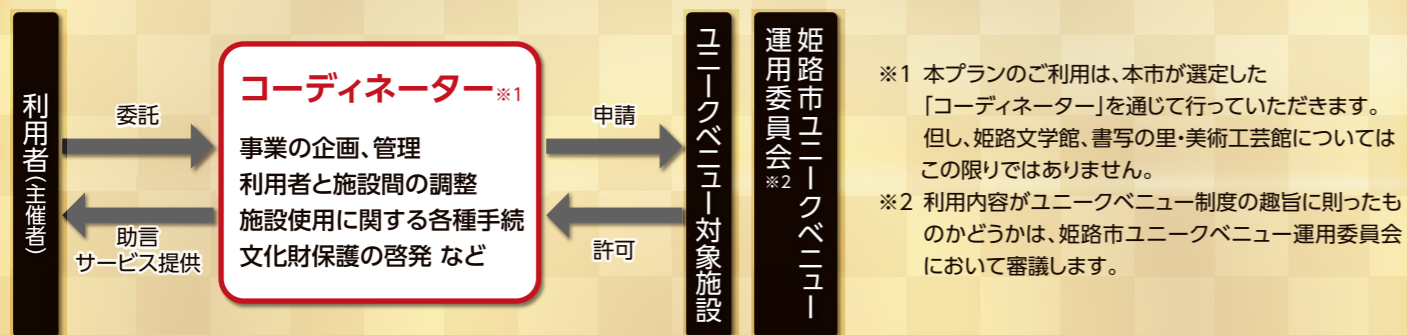 利用者(主催者)
委託
助言
サービス提供
コーディネーター※1
事業の企画、管理
利用者と施設間の調整
施設使用に関する各種手続
文化財保護の啓発 など
申請
許可
ユニークベニュー対象施設
姫路市ユニークベニュー
運用委員会※2
※1 本プランのご利用は、本市が選定した
「コーディネーター」を通じて行っていただきます。
但し、姫路文学館、書写の里・美術工芸館については
この限りではありません。
※2 利用内容がユニークベニュー制度の趣旨に則ったも
のかどうかは、姫路市ユニークベニュー運用委員会
において審議します。